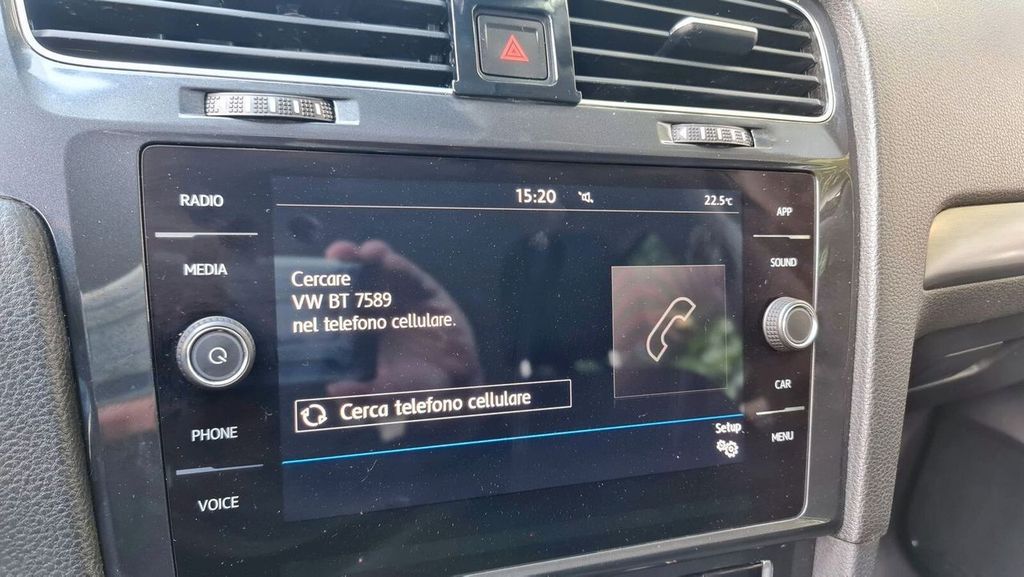 15:20
22.5°C
RADIO
MEDIA
PHONE
VOICE
Cercare
VW BT 7589
nel telefono cellulare.
Cerca telefono cellulare
Setup
APP
SOUND
CAR
MENU